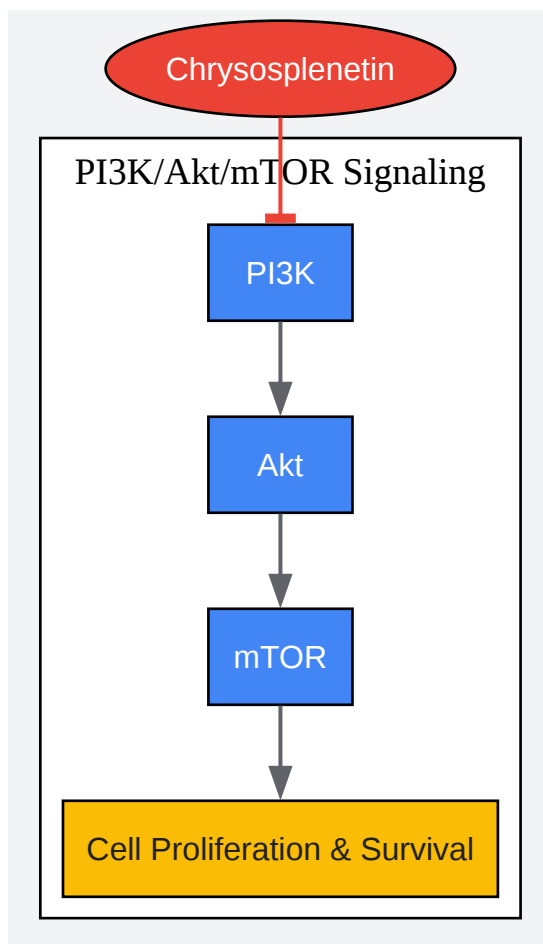 Chrysosplenetin
PI3K/Akt/mTOR Signaling
PI3K
Akt
mTOR
Cell Proliferation & Survival